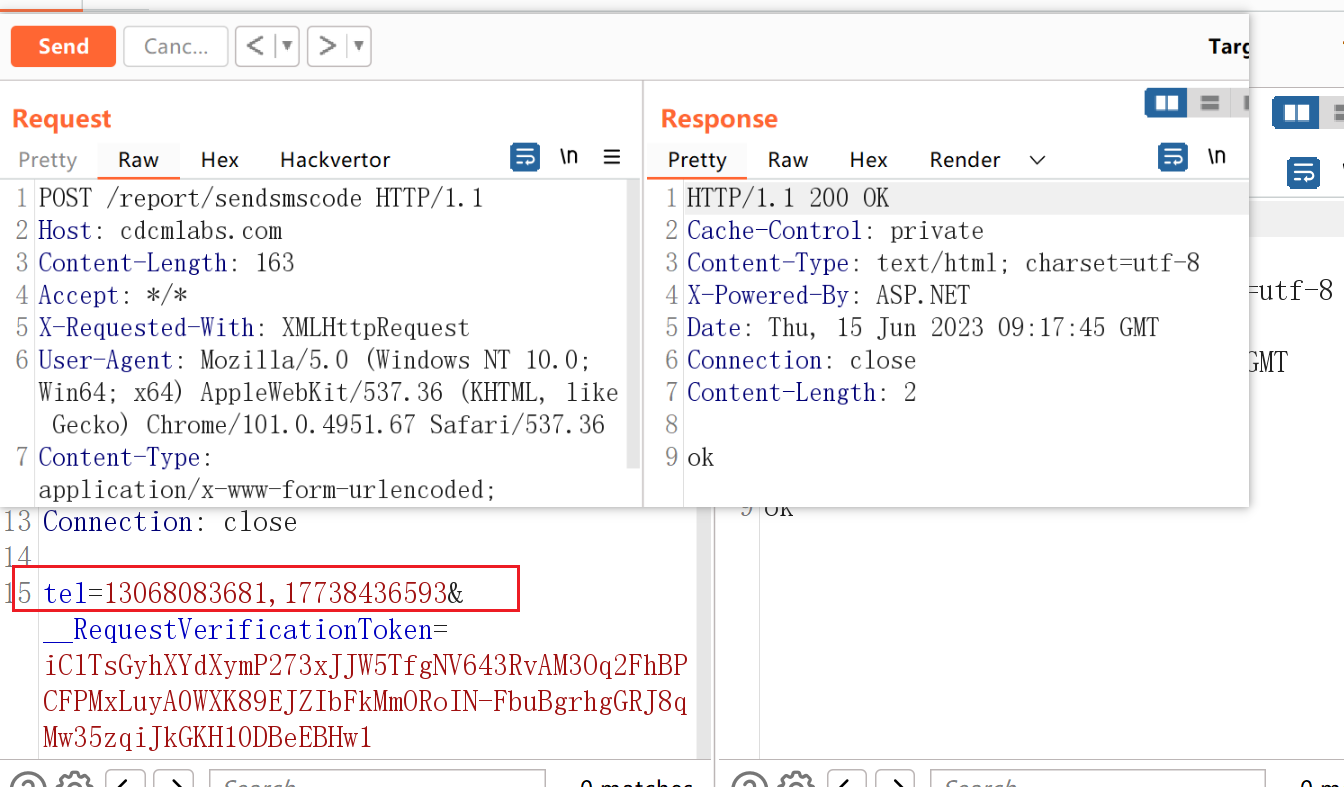 Send
Canc...
Targ
Request
Response
Pretty Raw Hex Hackvertor \n
Pretty Raw Hex Render \n
1 POST /report/sendsmscode HTTP/1.1
2 Host: cdcmlabs.com
3 Content-Length: 163
4 Accept: */*
5 X-Requested-With: XMLHttpRequest
6 User-Agent: Mozilla/5.0 (Windows NT 10.0;
Win64; x64) AppleWebKit/537.36 (KHTML, like
Gecko) Chrome/101.0.4951.67 Safari/537.36
7 Content-Type:
application/x-www-form-urlencoded;
1 HTTP/1.1 200 OK
2 Cache-Control: private
3 Content-Type: text/html; charset=utf-8
4 X-Powered-By: ASP.NET
5 Date: Thu, 15 Jun 2023 09:17:45 GMT
6 Connection: close
7 Content-Length: 2
8
9 ok
=utf-8
GMT
13 Connection: close
14
15 tel=13068083681,17738436593&
__RequestVerificationToken=
iClTsGyhXYdXymP273xJJW5TfgNV643RvAM3Oq2FhBP
CFPMxLuyA0WXK89EJZIbFkMmORoIN-FbuBgrhgGRJ8q
Mw35zqiJkGKH10DBeEBHw1
9 ok
Search
0 matches
Search
0 m